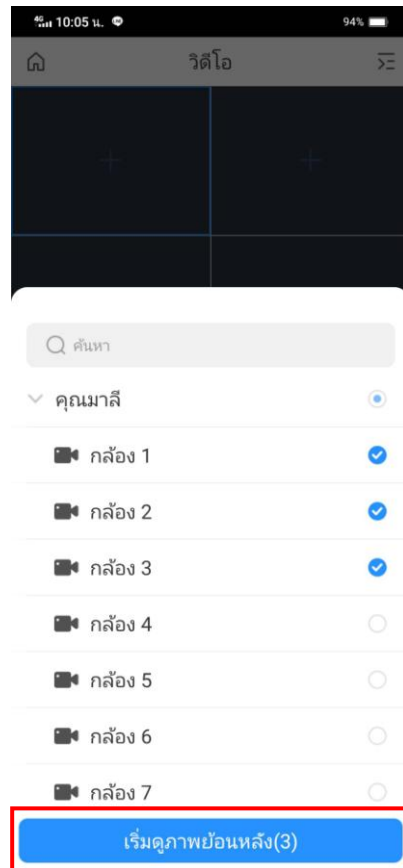 4G 10:05 น. 94%
วิดีโอ
ค้นหา
คุณมาลี
กล้อง 1
กล้อง 2
กล้อง 3
กล้อง 4
กล้อง 5
กล้อง 6
กล้อง 7
เริ่มดูภาพย้อนหลัง(3)